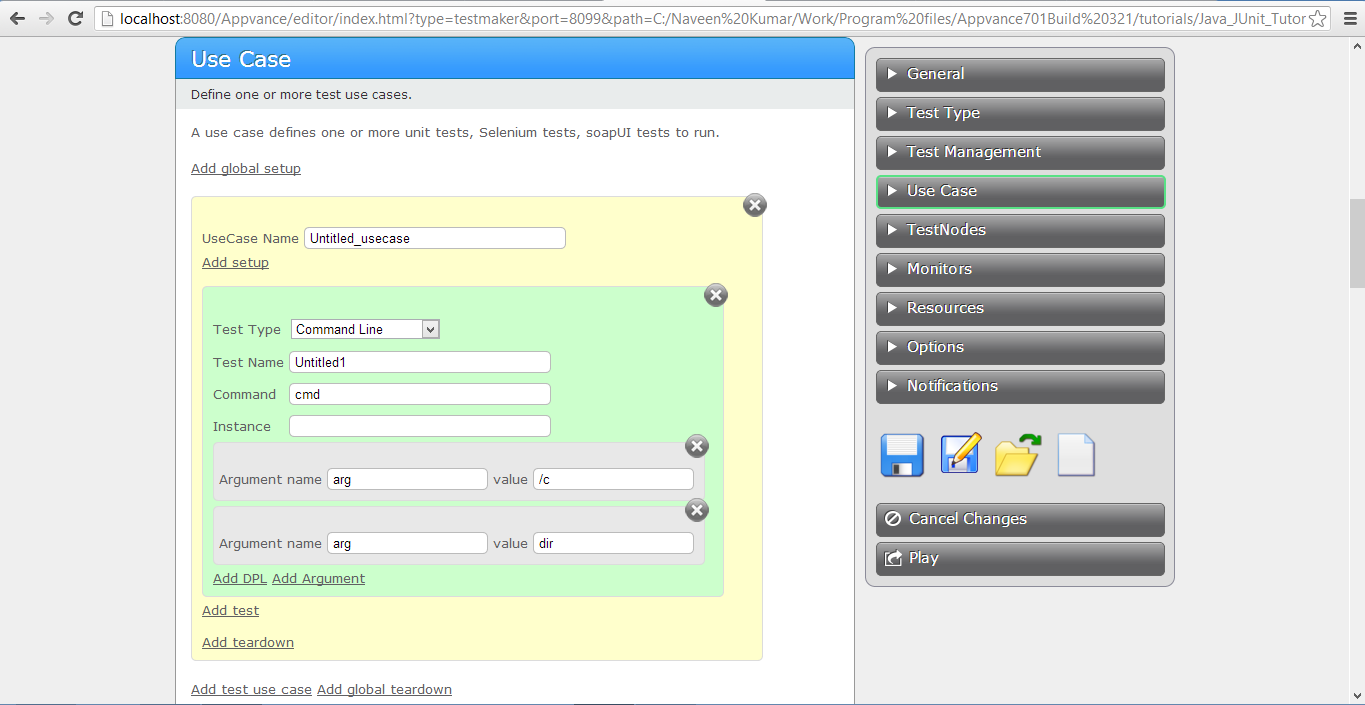 localhost:8080/Appvance/editor/index.html?type=testmaker&port=8099&path=C:/Naveen%20Kumar/Work/Program%20files/Appvance701Build%20321/tutorials/Java_JUnit_Tutor
Use Case
Define one or more test use cases.
A use case defines one or more unit tests, Selenium tests, soapUI tests to run.
Add global setup
UseCase Name Untitled_usecase
Add setup
Test Type Command Line
Test Name Untitled1
Command cmd
Instance
Argument name arg value /c
Argument name arg value dir
Add DPL Add Argument
Add test
Add teardown
Add test use case Add global teardown
General
Test Type
Test Management
Use Case
TestNodes
Monitors
Resources
Options
Notifications
Cancel Changes
Play